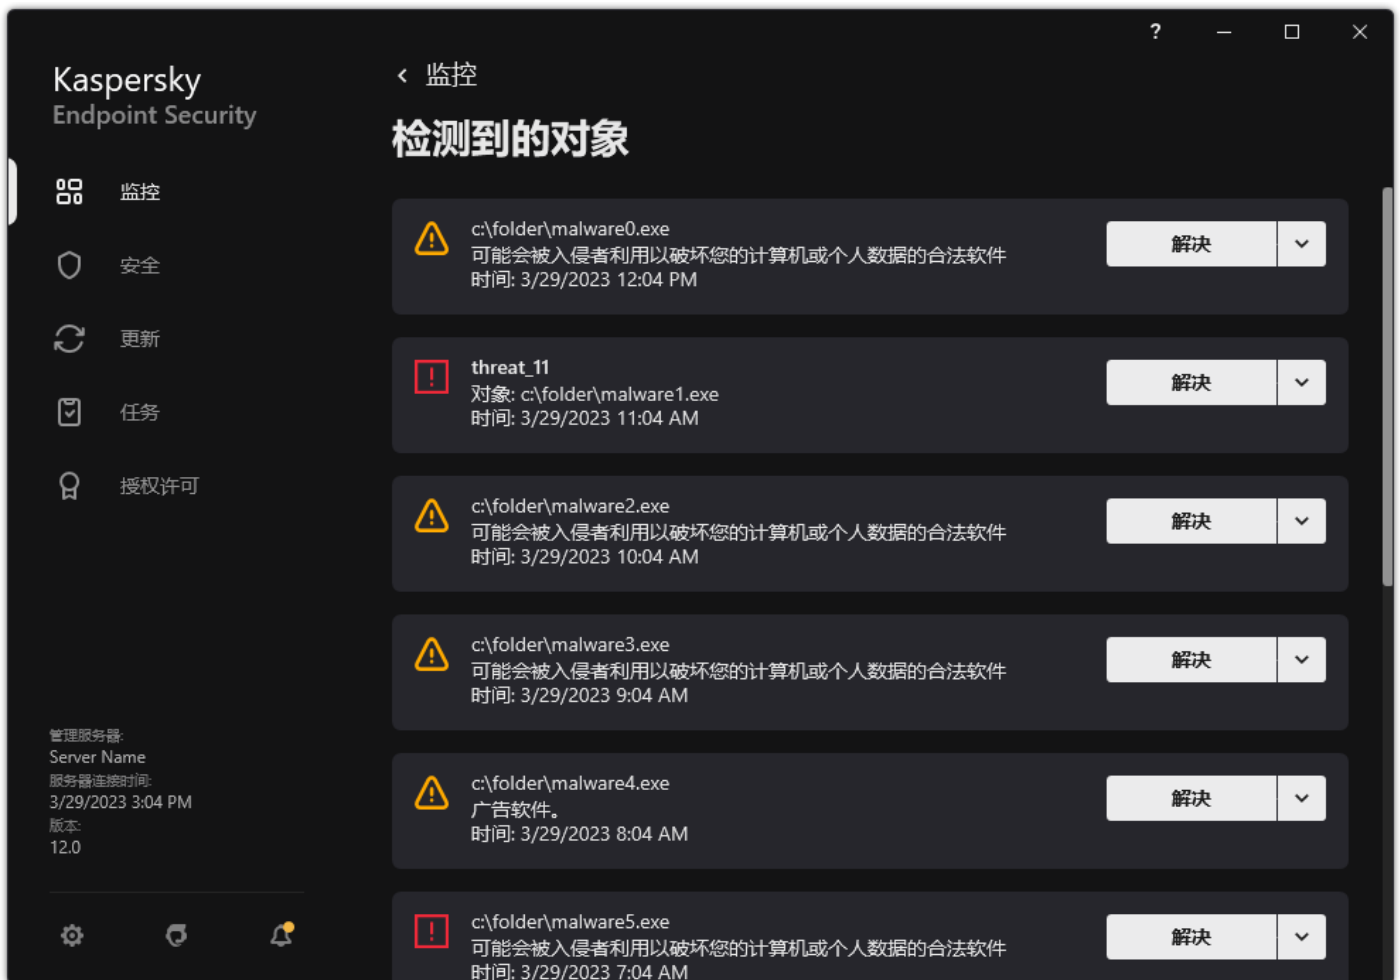 ?
Kaspersky
Endpoint Security
监控
安全
更新
任务
授权许可
管理服务器:
Server Name
服务器连接时间:
3/29/2023 3:04 PM
版本:
12.0
监控
检测到的对象
c:\folder\malware0.exe
可能会被入侵者利用以破坏您的计算机或个人数据的合法软件
时间: 3/29/2023 12:04 PM
解决
threat_11
对象: c:\folder\malware1.exe
时间: 3/29/2023 11:04 AM
解决
c:\folder\malware2.exe
可能会被入侵者利用以破坏您的计算机或个人数据的合法软件
时间: 3/29/2023 10:04 AM
解决
c:\folder\malware3.exe
可能会被入侵者利用以破坏您的计算机或个人数据的合法软件
时间: 3/29/2023 9:04 AM
解决
c:\folder\malware4.exe
广告软件。
时间: 3/29/2023 8:04 AM
解决
c:\folder\malware5.exe
可能会被入侵者利用以破坏您的计算机或个人数据的合法软件
时间: 3/29/2023 7:04 AM
解决